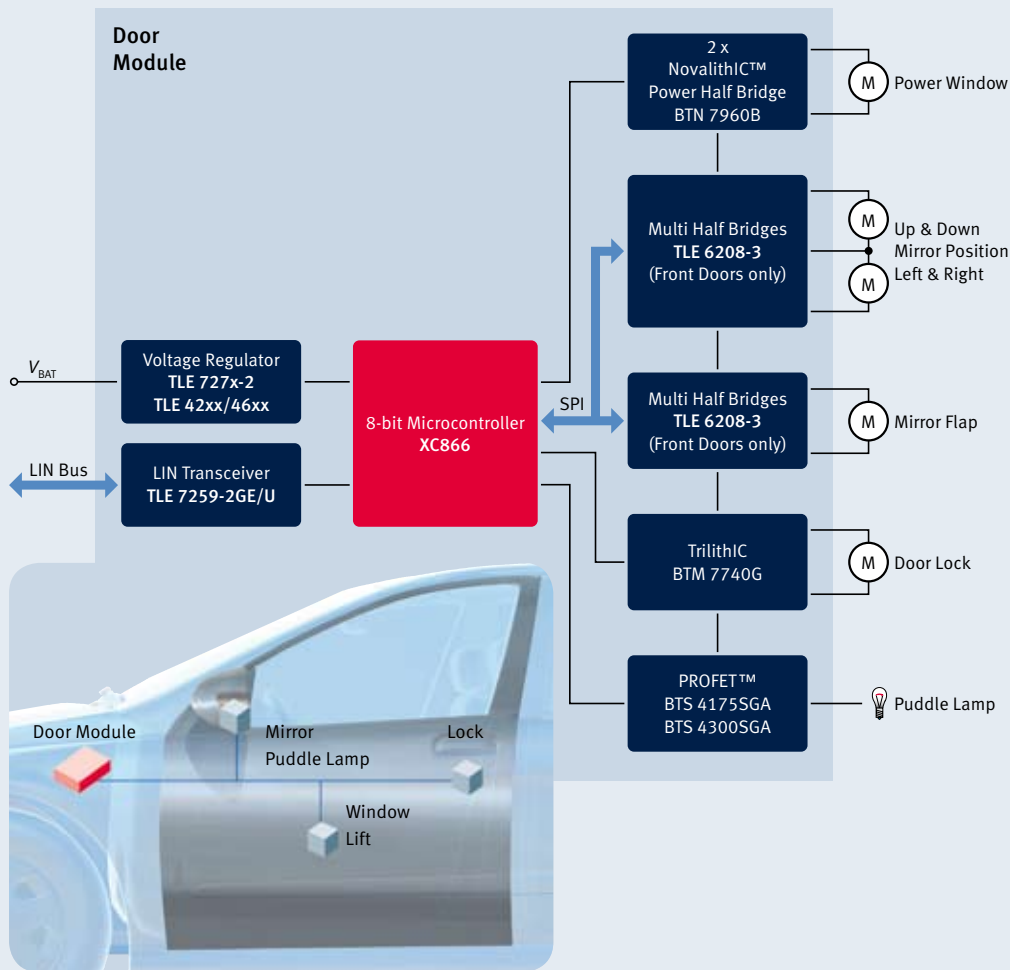 Door
Module
2 x
NovalithIC™
Power Half Bridge
BTN 7960B
M
Power Window
Multi Half Bridges
TLE 6208-3
(Front Doors only)
M
M
Up & Down
Mirror Position
Left & Right
VBAT
Voltage Regulator
TLE 727x-2
TLE 42xx/46xx
8-bit Microcontroller
XC866
SPI
Multi Half Bridges
TLE 6208-3
(Front Doors only)
M
Mirror Flap
LIN Bus
LIN Transceiver
TLE 7259-2GE/U
TrilithIC
BTM 7740G
M
Door Lock
PROFET™
BTS 4175SGA
BTS 4300SGA
Puddle Lamp
Door Module
Mirror
Puddle Lamp
Lock
Window
Lift